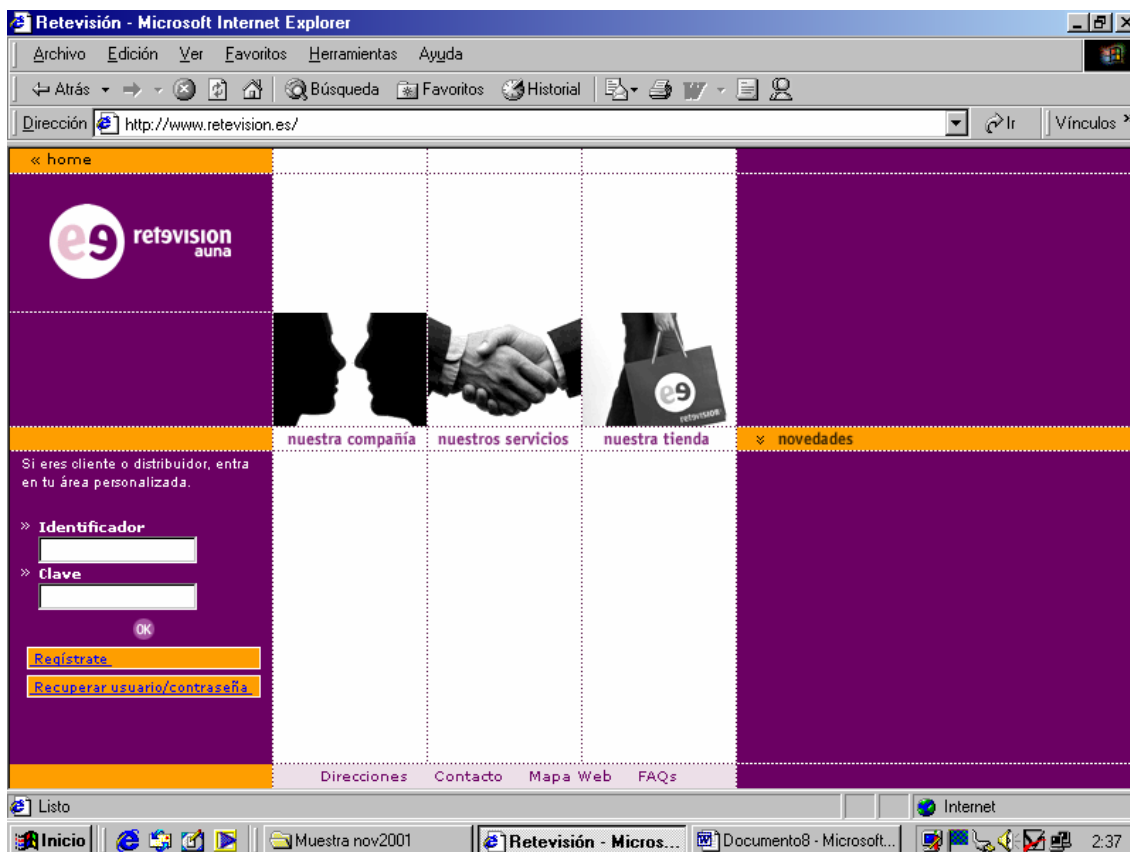 Retevisión - Microsoft Internet Explorer
Archivo Edición Ver Favoritos Herramientas Ayuda
Atrás Búsqueda Favoritos Historial
Dirección http://www.retevision.es/ Ir Vínculos
« home
retevision
auna
retevision
nuestra compañía nuestros servicios nuestra tienda novedades
Si eres cliente o distribuidor, entra
en tu área personalizada.
» Identificador
» Clave
OK
Regístrate
Recuperar usuario/contraseña
Direcciones Contacto Mapa Web FAQs
Listo Internet
Inicio Muestra nov2001 Retevisión - Micros... Documento8 - Microsoft... 2:37